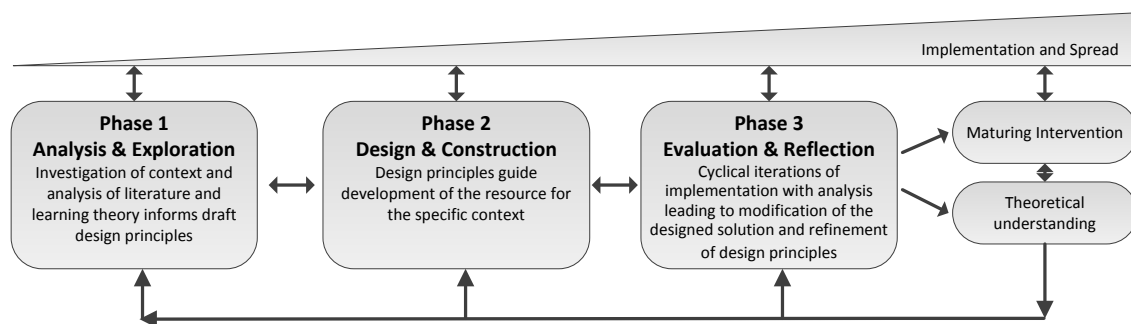 Implementation and Spread
Phase 1
Analysis & Exploration
Investigation of context and
analysis of literature and
learning theory informs draft
design principles
Phase 2
Design & Construction
Design principles guide
development of the resource for
the specific context
Phase 3
Evaluation & Reflection
Cyclical iterations of
implementation with analysis
leading to modification of the
designed solution and refinement
of design principles
Maturing Intervention
Theoretical
understanding